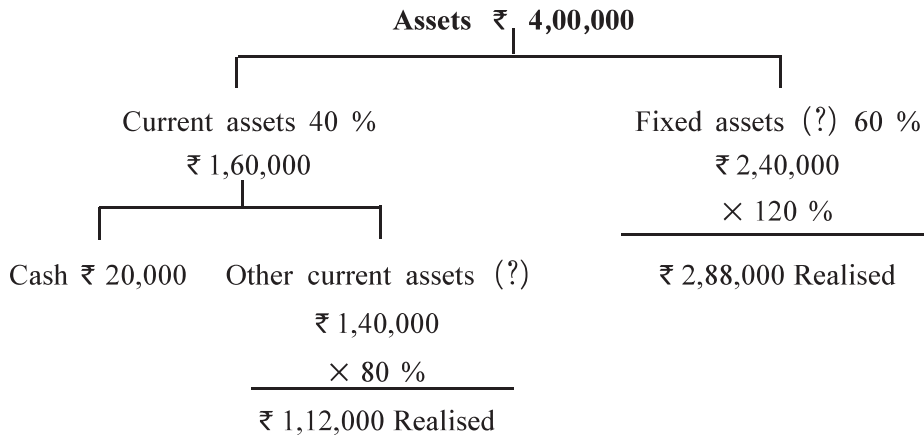 Assets ₹ 4,00,000
Current assets 40 %
₹ 1,60,000
Fixed assets (?) 60 %
₹ 2,40,000
× 120 %
₹ 2,88,000 Realised
Cash ₹ 20,000
Other current assets (?)
₹ 1,40,000
× 80 %
₹ 1,12,000 Realised